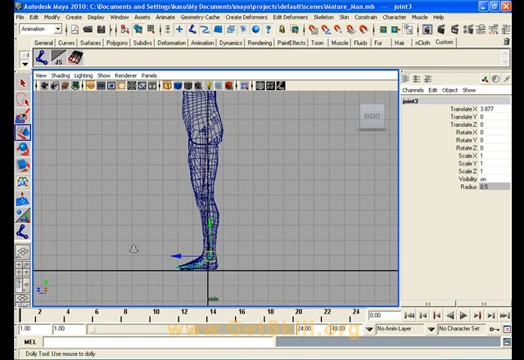 Autodesk Maya 2010: C:\Documents and Settings\kasu\My Documents\maya\projects\default\scenes\Mature_Man.mb --- joint3
File Edit Modify Create Display Window Assets Animate Geometry Cache Create Deformers Edit Deformers Skeleton Skin Constrain Character Muscle Help
Animation
General Curves Surfaces Polygons Subdivs Deformation Animation Dynamics Rendering PaintEffects Toon Muscle Fluids Fur Hair nCloth Custom
JS
View Shading Lighting Show Renderer Panels
Channels Edit Object Show
joint3
Translate X 3.877
Translate Y 0
Translate Z 0
Rotate X 0
Rotate Y 0
Rotate Z 0
Scale X 1
Scale Y 1
Scale Z 1
Visibility on
Radius 0.5
RIGHT
side
2 4 6 8 10 12 14 16 18 20 22 24
0.00
1.00 1.00 24.00 48.00 No Anim Layer No Character Set
www.GetSkill.org
MEL
Dolly Tool: Use mouse to dolly